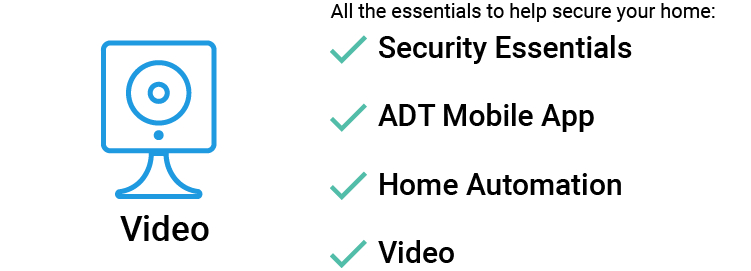 All the essentials to help secure your home:
Security Essentials
ADT Mobile App
Home Automation
Video
Video